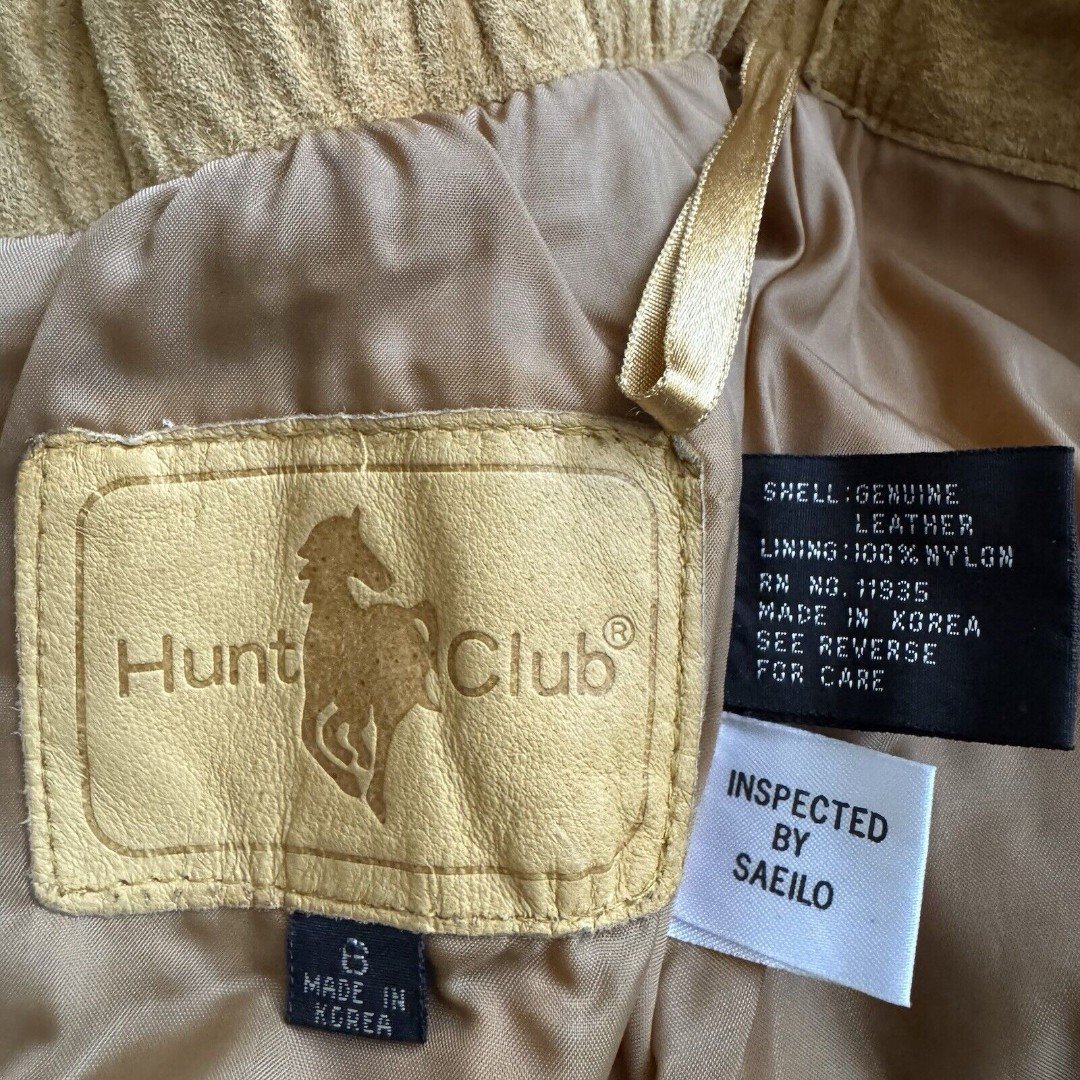 Hunt Club®
6
MADE IN
KOREA
SHELL:GENUINE
LEATHER
LINING:100% NYLON
RN NO.11935
MADE IN KOREA
SEE REVERSE
FOR CARE
INSPECTED
BY
SAEILO